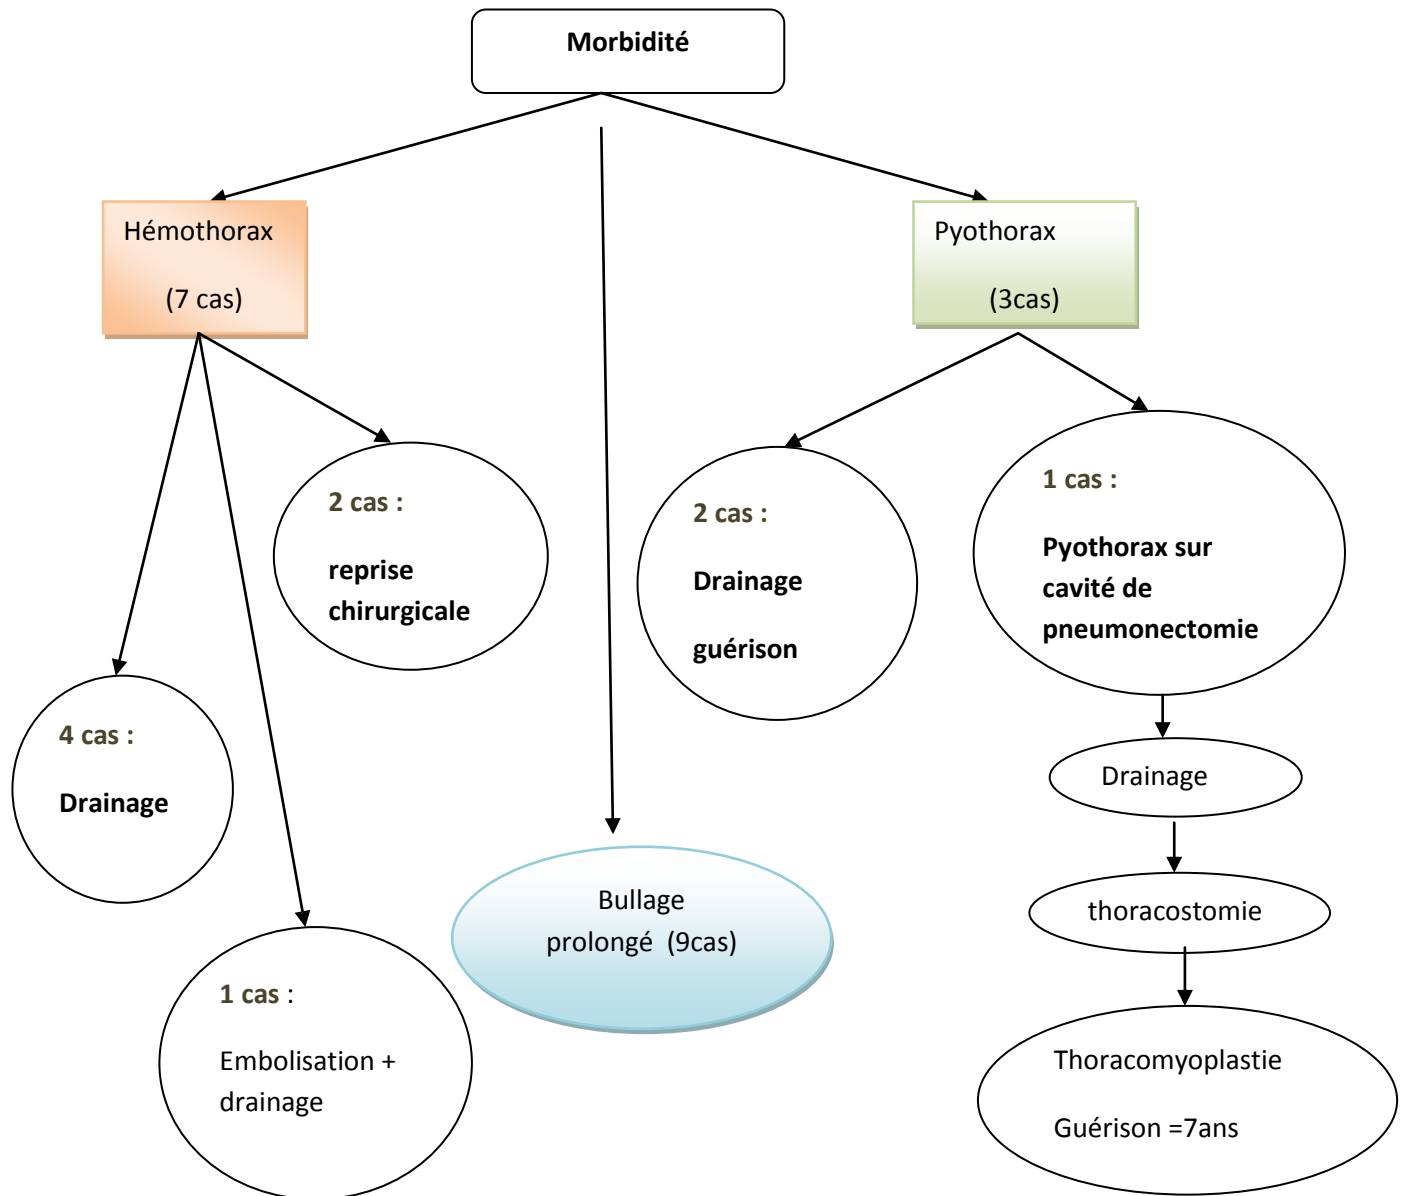 Morbidité
Hémothorax
(7 cas)
Pyothorax
(3cas)
2 cas :
reprise
chirurgicale
2 cas :
Drainage
guérison
1 cas :
Pyothorax sur
cavité de
pneumonectomie
4 cas :
Drainage
Drainage
thoracostomie
Bullage
prolongé (9cas)
1 cas :
Embolisation +
drainage
Thoracomyoplastie
Guérison =7ans